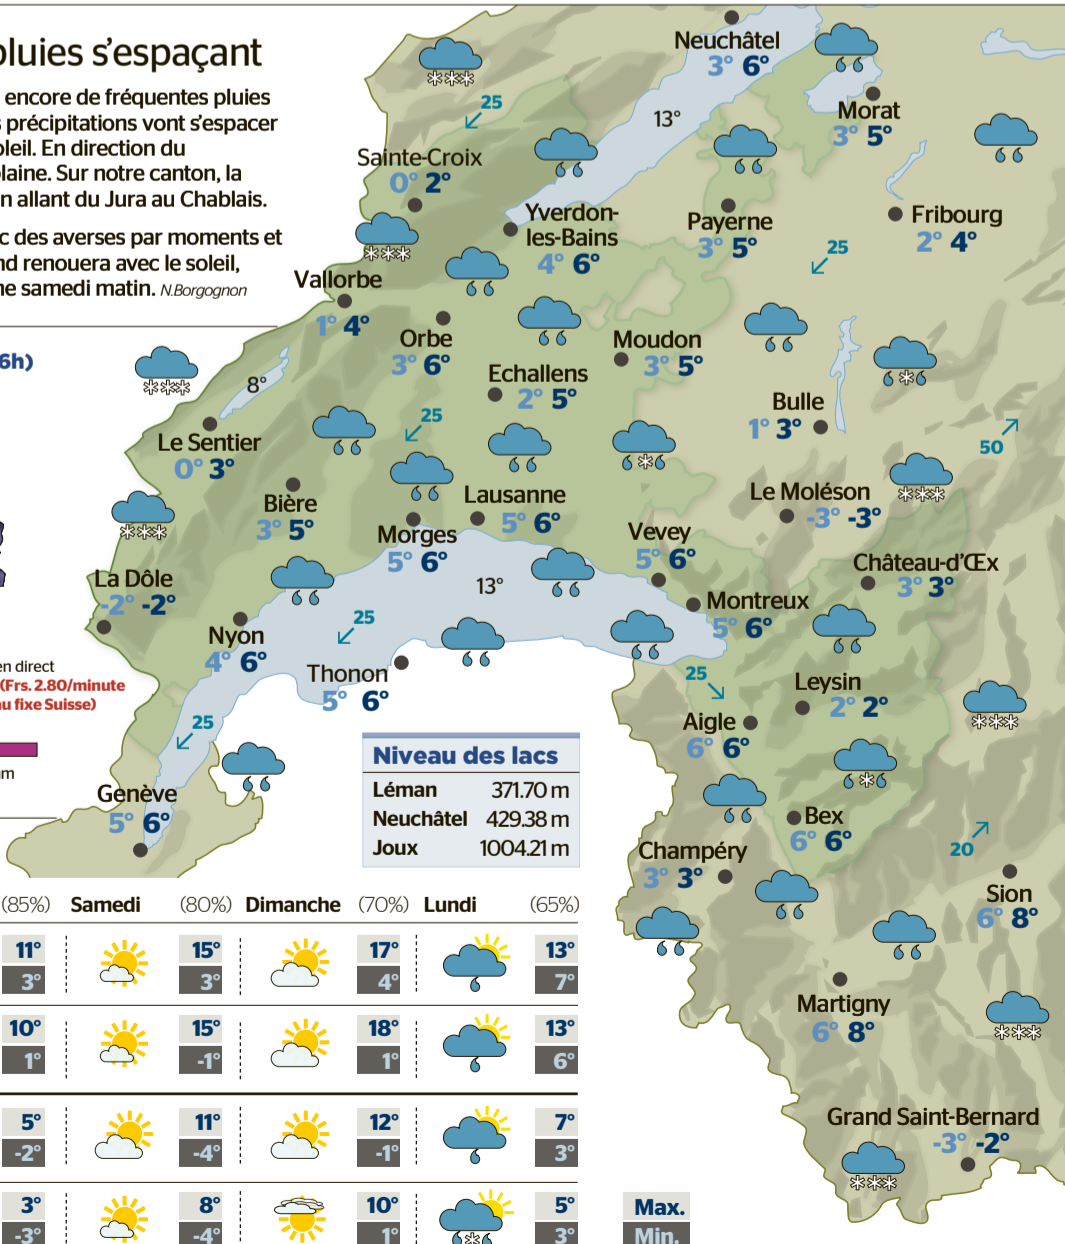 pluies s'espaçant
encore de fréquentes pluies
précipitations vont s'espacer
oleil. En direction du
plaine. Sur notre canton, la
n allant du Jura au Chablais.
c des averses par moments et
nd renouera avec le soleil,
ne samedi matin. N.Borgognon
6h)
en direct
(Frs. 2.80/minute
au fixe Suisse)
Neuchâtel
3° 6°
13°
Morat
3° 5°
25
Sainte-Croix
0° 2°
Yverdon-
les-Bains
4° 6°
Payerne
3° 5°
Fribourg
2° 4°
25
Vallorbe
1° 4°
Orbe
3° 6°
Moudon
3° 5°
8°
Echallens
2° 5°
Bulle
1° 3°
25
50
Le Sentier
0° 3°
Bière
3° 5°
Lausanne
5° 6°
Le Moléson
-3° -3°
Morges
5° 6°
Vevey
5° 6°
Château-d'Œx
3° 3°
La Dôle
-2° -2°
13°
Montreux
5° 6°
Nyon
4° 6°
25
Thonon
5° 6°
25
Leysin
2° 2°
Aigle
6° 6°
25
Genève
5° 6°
Bex
6° 6°
Champéry
3° 3°
20
Sion
6° 8°
Martigny
6° 8°
Grand Saint-Bernard
-3° -2°
Niveau des lacs
Léman 371.70 m
Neuchâtel 429.38 m
Joux 1004.21 m
(85%) Samedi (80%) Dimanche (70%) Lundi (65%)
11° 15° 17° 13°
3° 3° 4° 7°
10° 15° 18° 13°
1° -1° 1° 6°
5° 11° 12° 7°
-2° -4° -1° 3°
3° 8° 10° 5°
-3° -4° 1° 3°
Max.
Min.